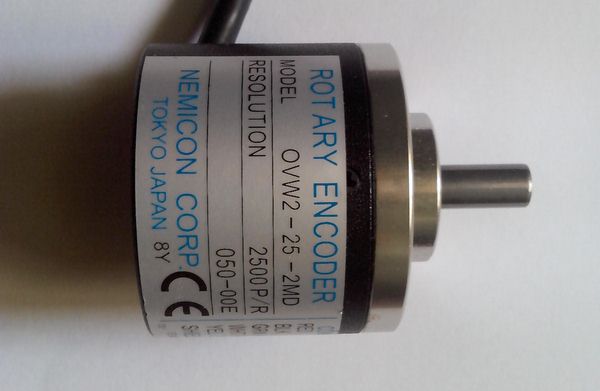 ROTARY ENCODER
MODEL OVW2-25-2MD
RESOLUTION 2500P/R
050-00E
NEMICON CORP.
TOKYO JAPAN 8Y
CE